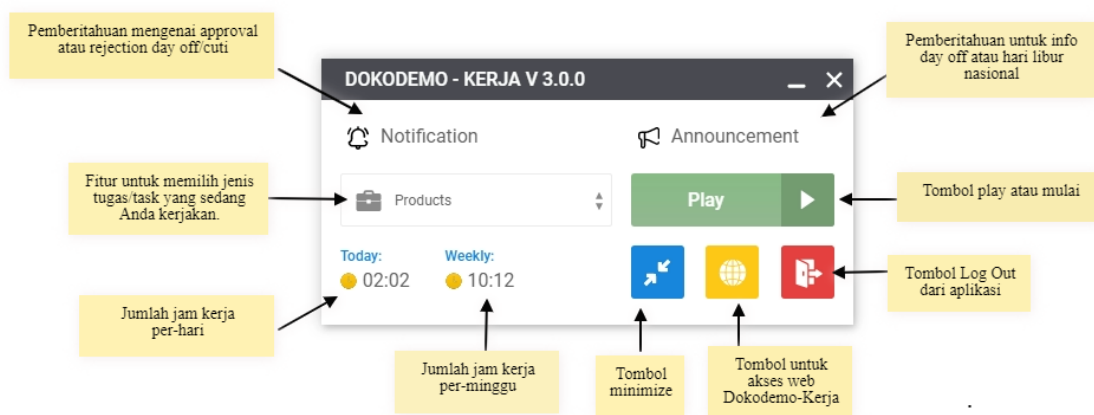 Pemberitahuan mengenai approval
atau rejection day off/cuti
Pemberitahuan untuk info
day off atau hari libur
nasional
DOKODEMO - KERJA V 3.0.0
Notification
Announcement
Fitur untuk memilih jenis
tugas/task yang sedang
Anda kerjakan.
Products
Play
Tombol play atau mulai
Today:
02:02
Weekly:
10:12
Tombol Log Out
dari aplikasi
Jumlah jam kerja
per-hari
Jumlah jam kerja
per-minggu
Tombol
minimize
Tombol untuk
akses web
Dokodemo-Kerja